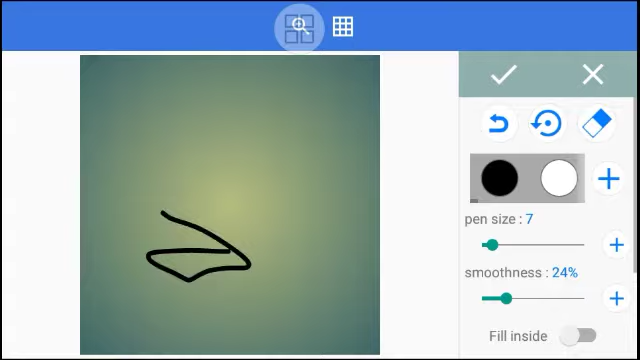 pen size : 7
smoothness : 24%
Fill inside